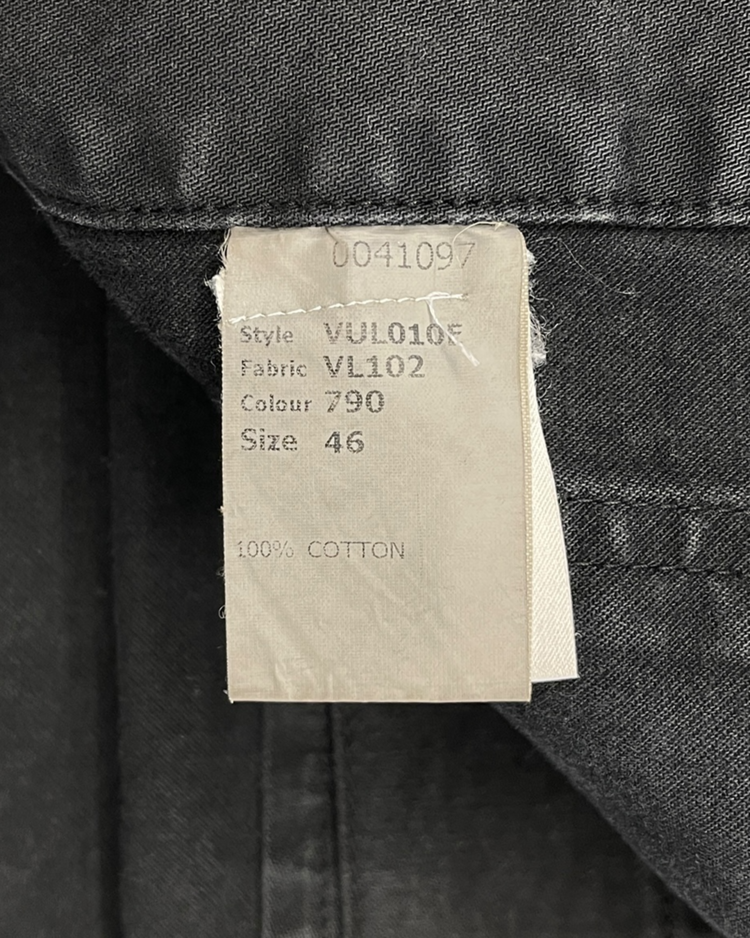 0041097
Style VUL010F
Fabric VL102
Colour 790
Size 46
100% COTTON